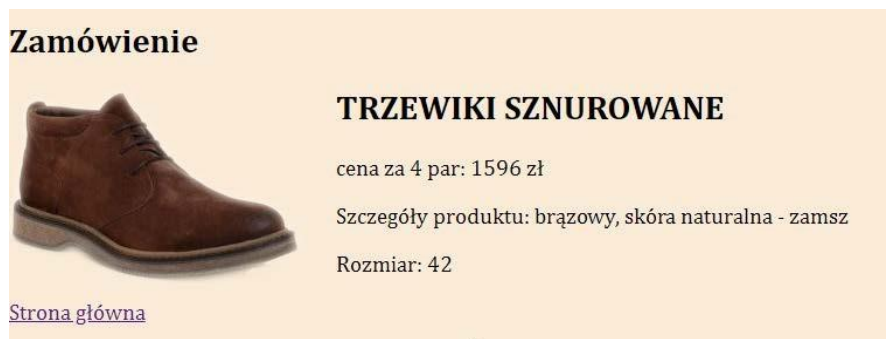 Zamówienie
TRZEWIKI SZNUROWANE
cena za 4 par: 1596 zł
Szczegóły produktu: brązowy, skóra naturalna - zamsz
Rozmiar: 42
Strona główna